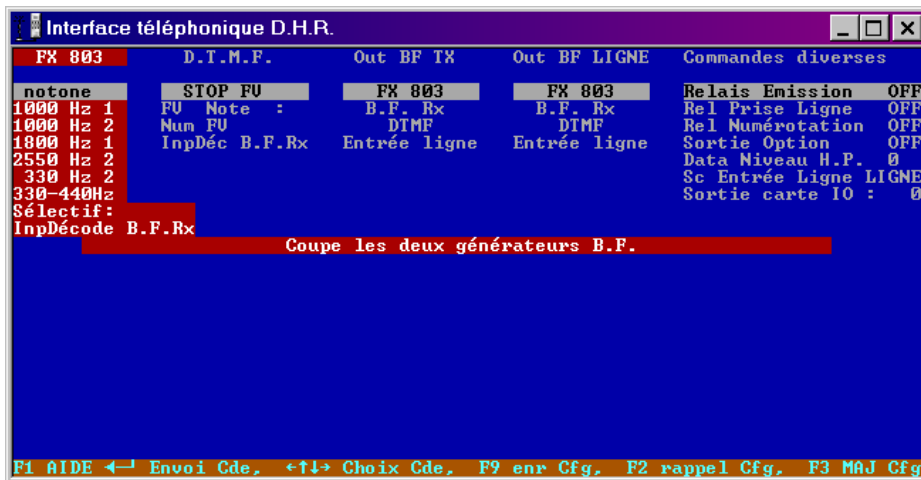 Interface téléphonique D.H.R.
FX 803 D.T.M.F. Out BF TX Out BF LIGNE Commandes diverses
notone STOP FV FX 803 FX 803 Relais Emission OFF
1000 Hz 1 FV Note : B.F. Rx B.F. Rx Rel Prise Ligne OFF
1000 Hz 2 Num FV DTMF DTMF Rel Numérotation OFF
1800 Hz 1 InpDéc B.F.Rx Entrée ligne Entrée ligne Sortie Option OFF
2550 Hz 2 Data Niveau H.P. 0
330 Hz 2 Sc Entrée Ligne LIGNE
330-440Hz Sortie carte IO : 0
Sélectif:
InpDécode B.F.Rx
Coupe les deux générateurs B.F.
F1 AIDE ◄┘ Envoi Cde, ←↑↓→ Choix Cde, F9 enr Cfg, F2 rappel Cfg, F3 MAJ Cfg